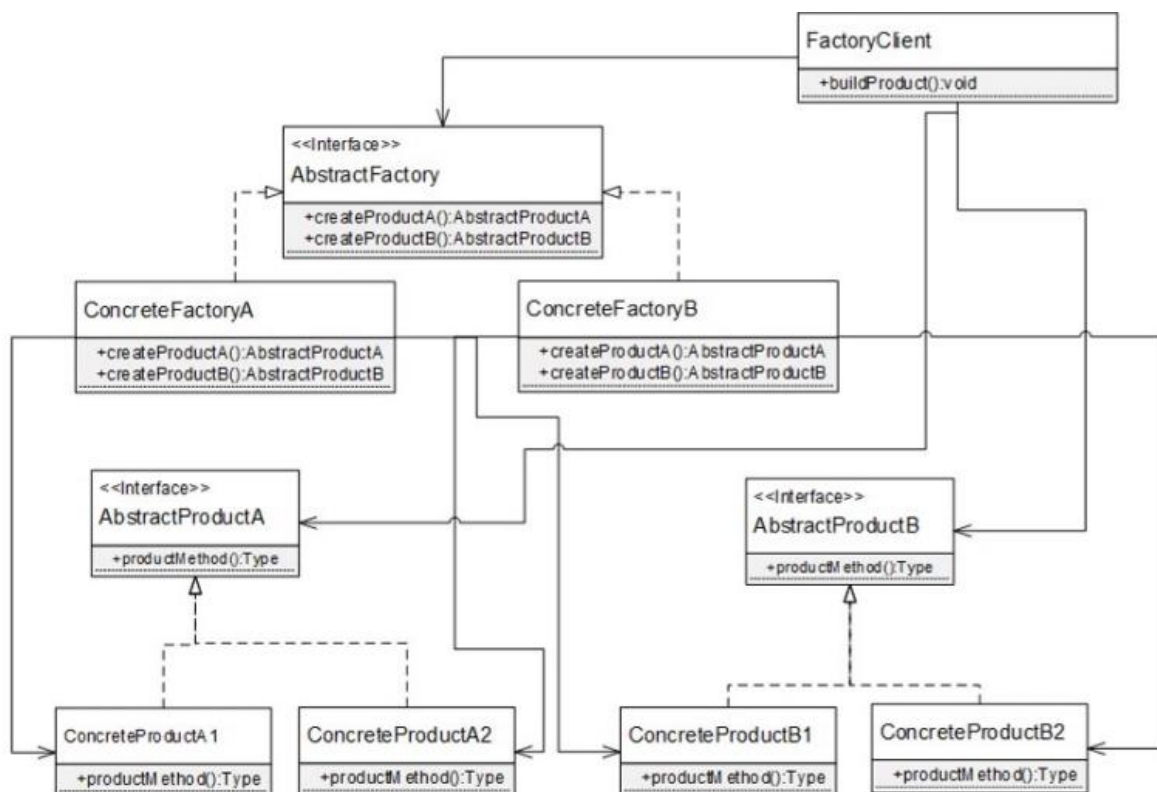 FactoryClient
+buildProduct():void
<<Interface>>
AbstractFactory
+createProductA():AbstractProductA
+createProductB():AbstractProductB
ConcreteFactoryA
+createProductA():AbstractProductA
+createProductB():AbstractProductB
ConcreteFactoryB
+createProductA():AbstractProductA
+createProductB():AbstractProductB
<<Interface>>
AbstractProductA
+productMethod():Type
<<Interface>>
AbstractProductB
+productMethod():Type
ConcreteProductA1
+productMethod():Type
ConcreteProductA2
+productMethod():Type
ConcreteProductB1
+productMethod():Type
ConcreteProductB2
+productMethod():Type